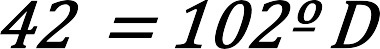 42 = 102º D